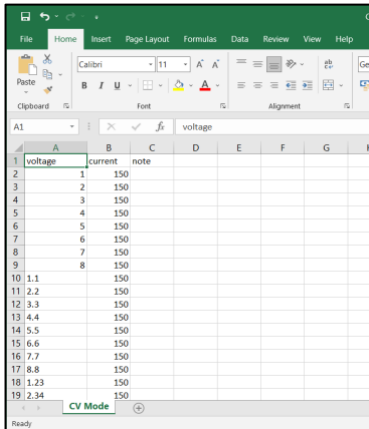 File Home Insert Page Layout Formulas Data Review View Help
Calibri 11 A A ab
Paste B I U A
Clipboard Font Alignment
A1 fx voltage
A B C D E F G
1 voltage current note
2 1 150
3 2 150
4 3 150
5 4 150
6 5 150
7 6 150
8 7 150
9 8 150
10 1.1 150
11 2.2 150
12 3.3 150
13 4.4 150
14 5.5 150
15 6.6 150
16 7.7 150
17 8.8 150
18 1.23 150
19 2.34 150
CV Mode
Ready